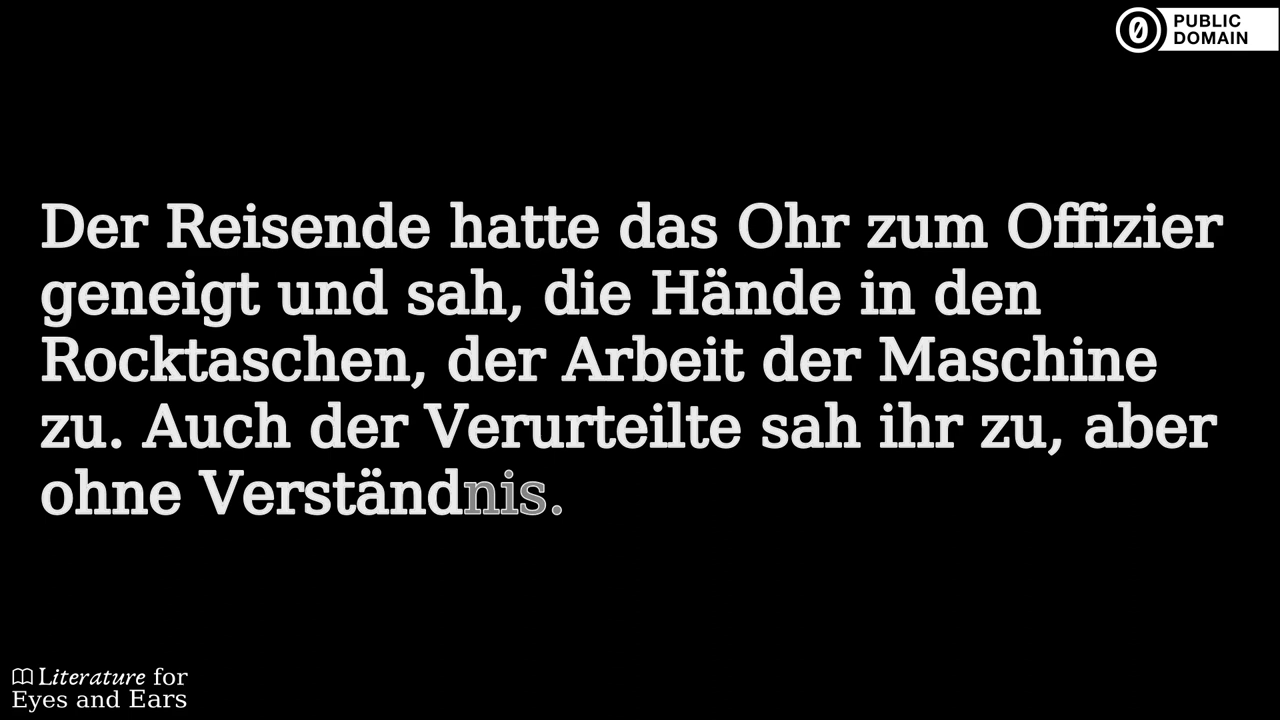 PUBLIC
DOMAIN
Der Reisende hatte das Ohr zum Offizier
geneigt und sah, die Hände in den
Rocktaschen, der Arbeit der Maschine
zu. Auch der Verurteilte sah ihr zu, aber
ohne Verständnis.
Literature for
Eyes and Ears